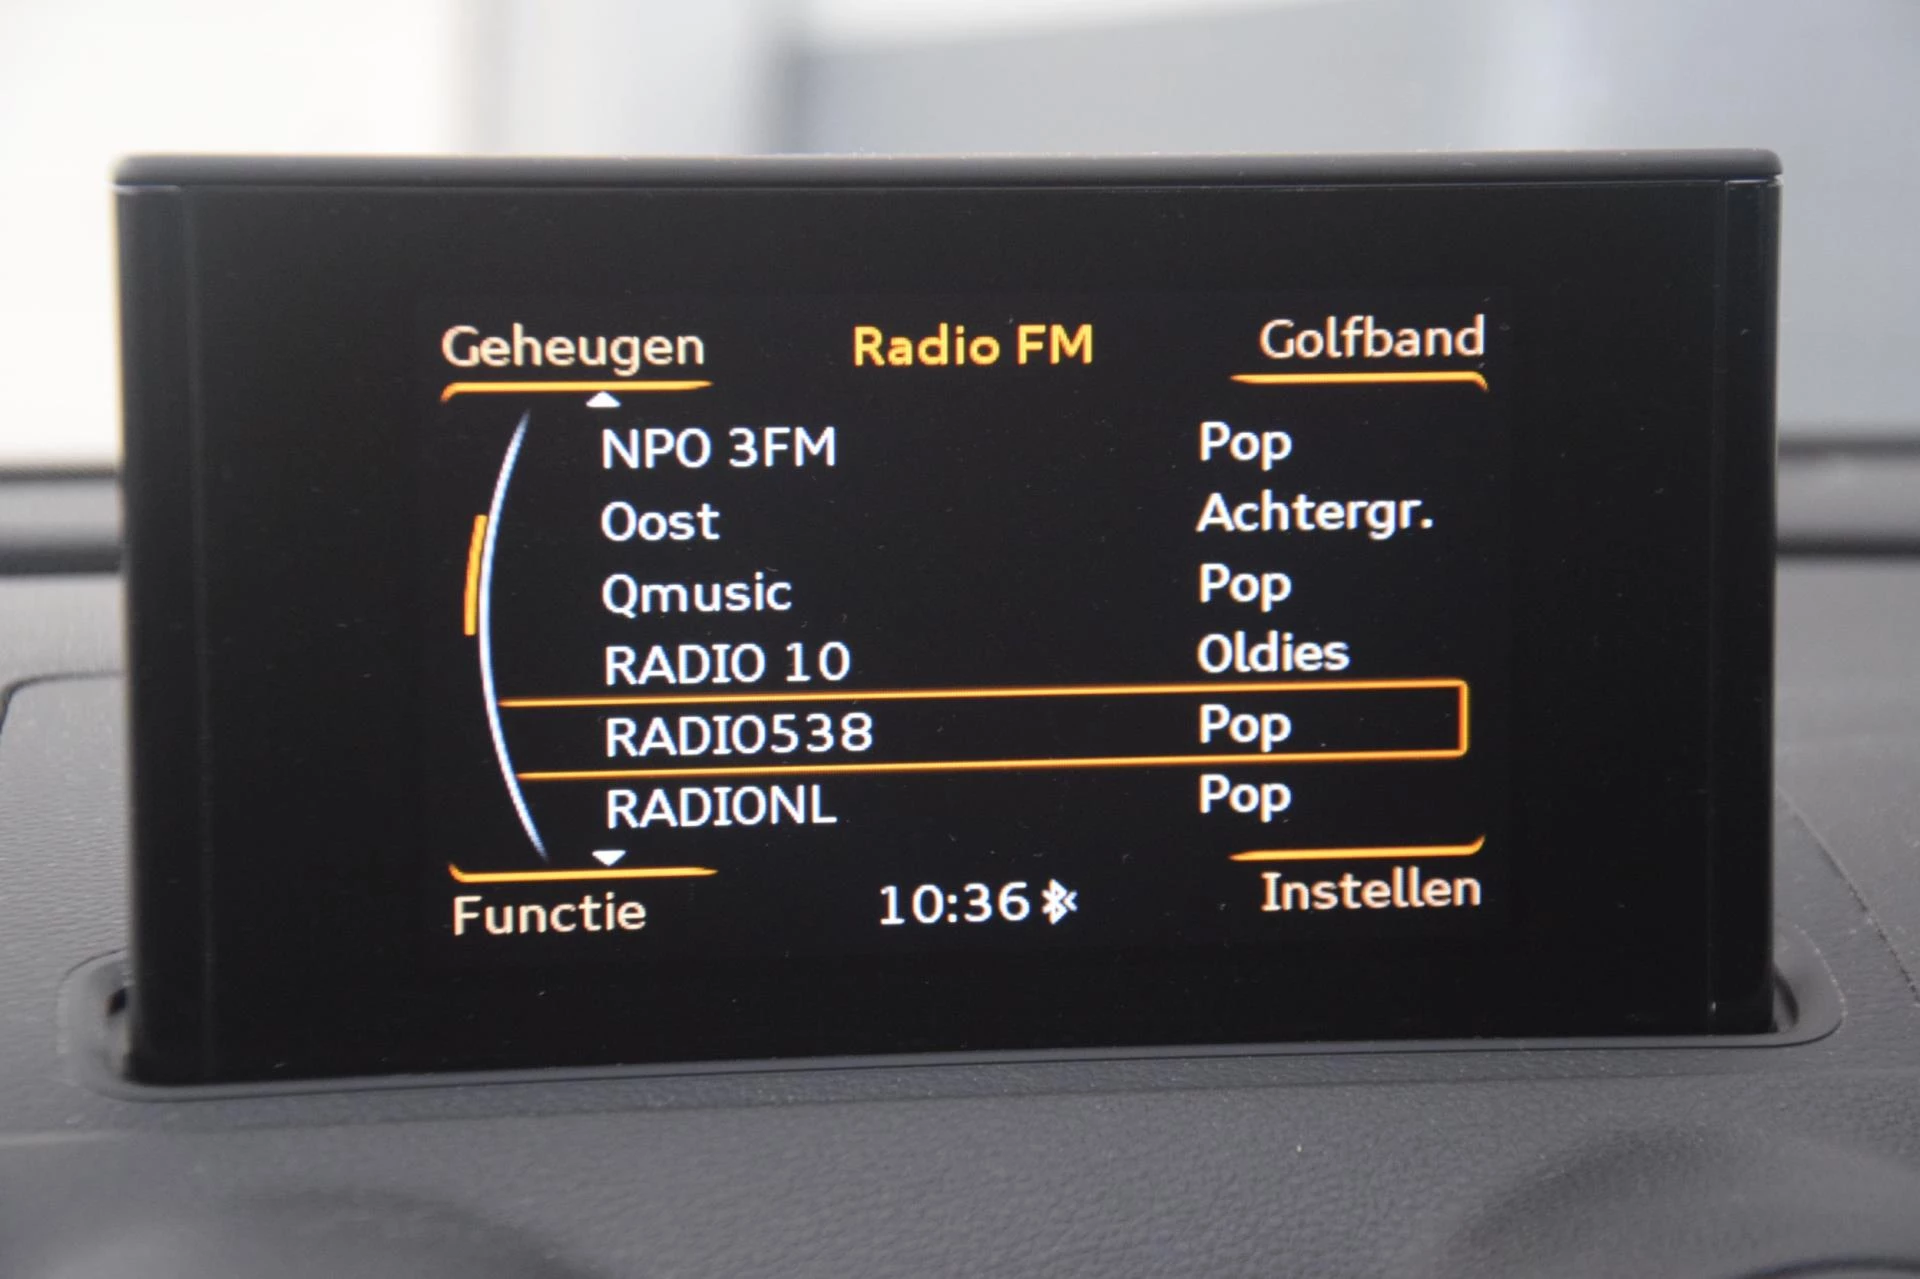 Geheugen Radio FM Golfband
NPO 3FM Pop
Oost Achtergr.
Qmusic Pop
RADIO 10 Oldies
RADIO538 Pop
RADIONL Pop
Functie 10:36 Instellen